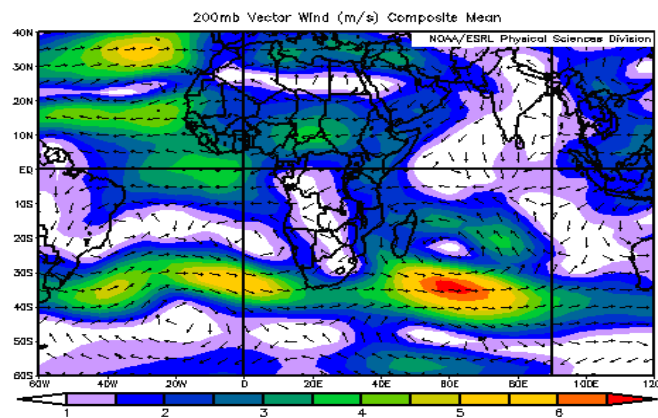 200mb Vector Wind (m/s) Composite Mean
NOAA/ESRL Physical Sciences Division
40N
30N
20N
10N
EQ
10S
20S
30S
40S
50S
60S
60W 40W 20W 0 20E 40E 60E 80E 100E 120E
1 2 3 4 5 6